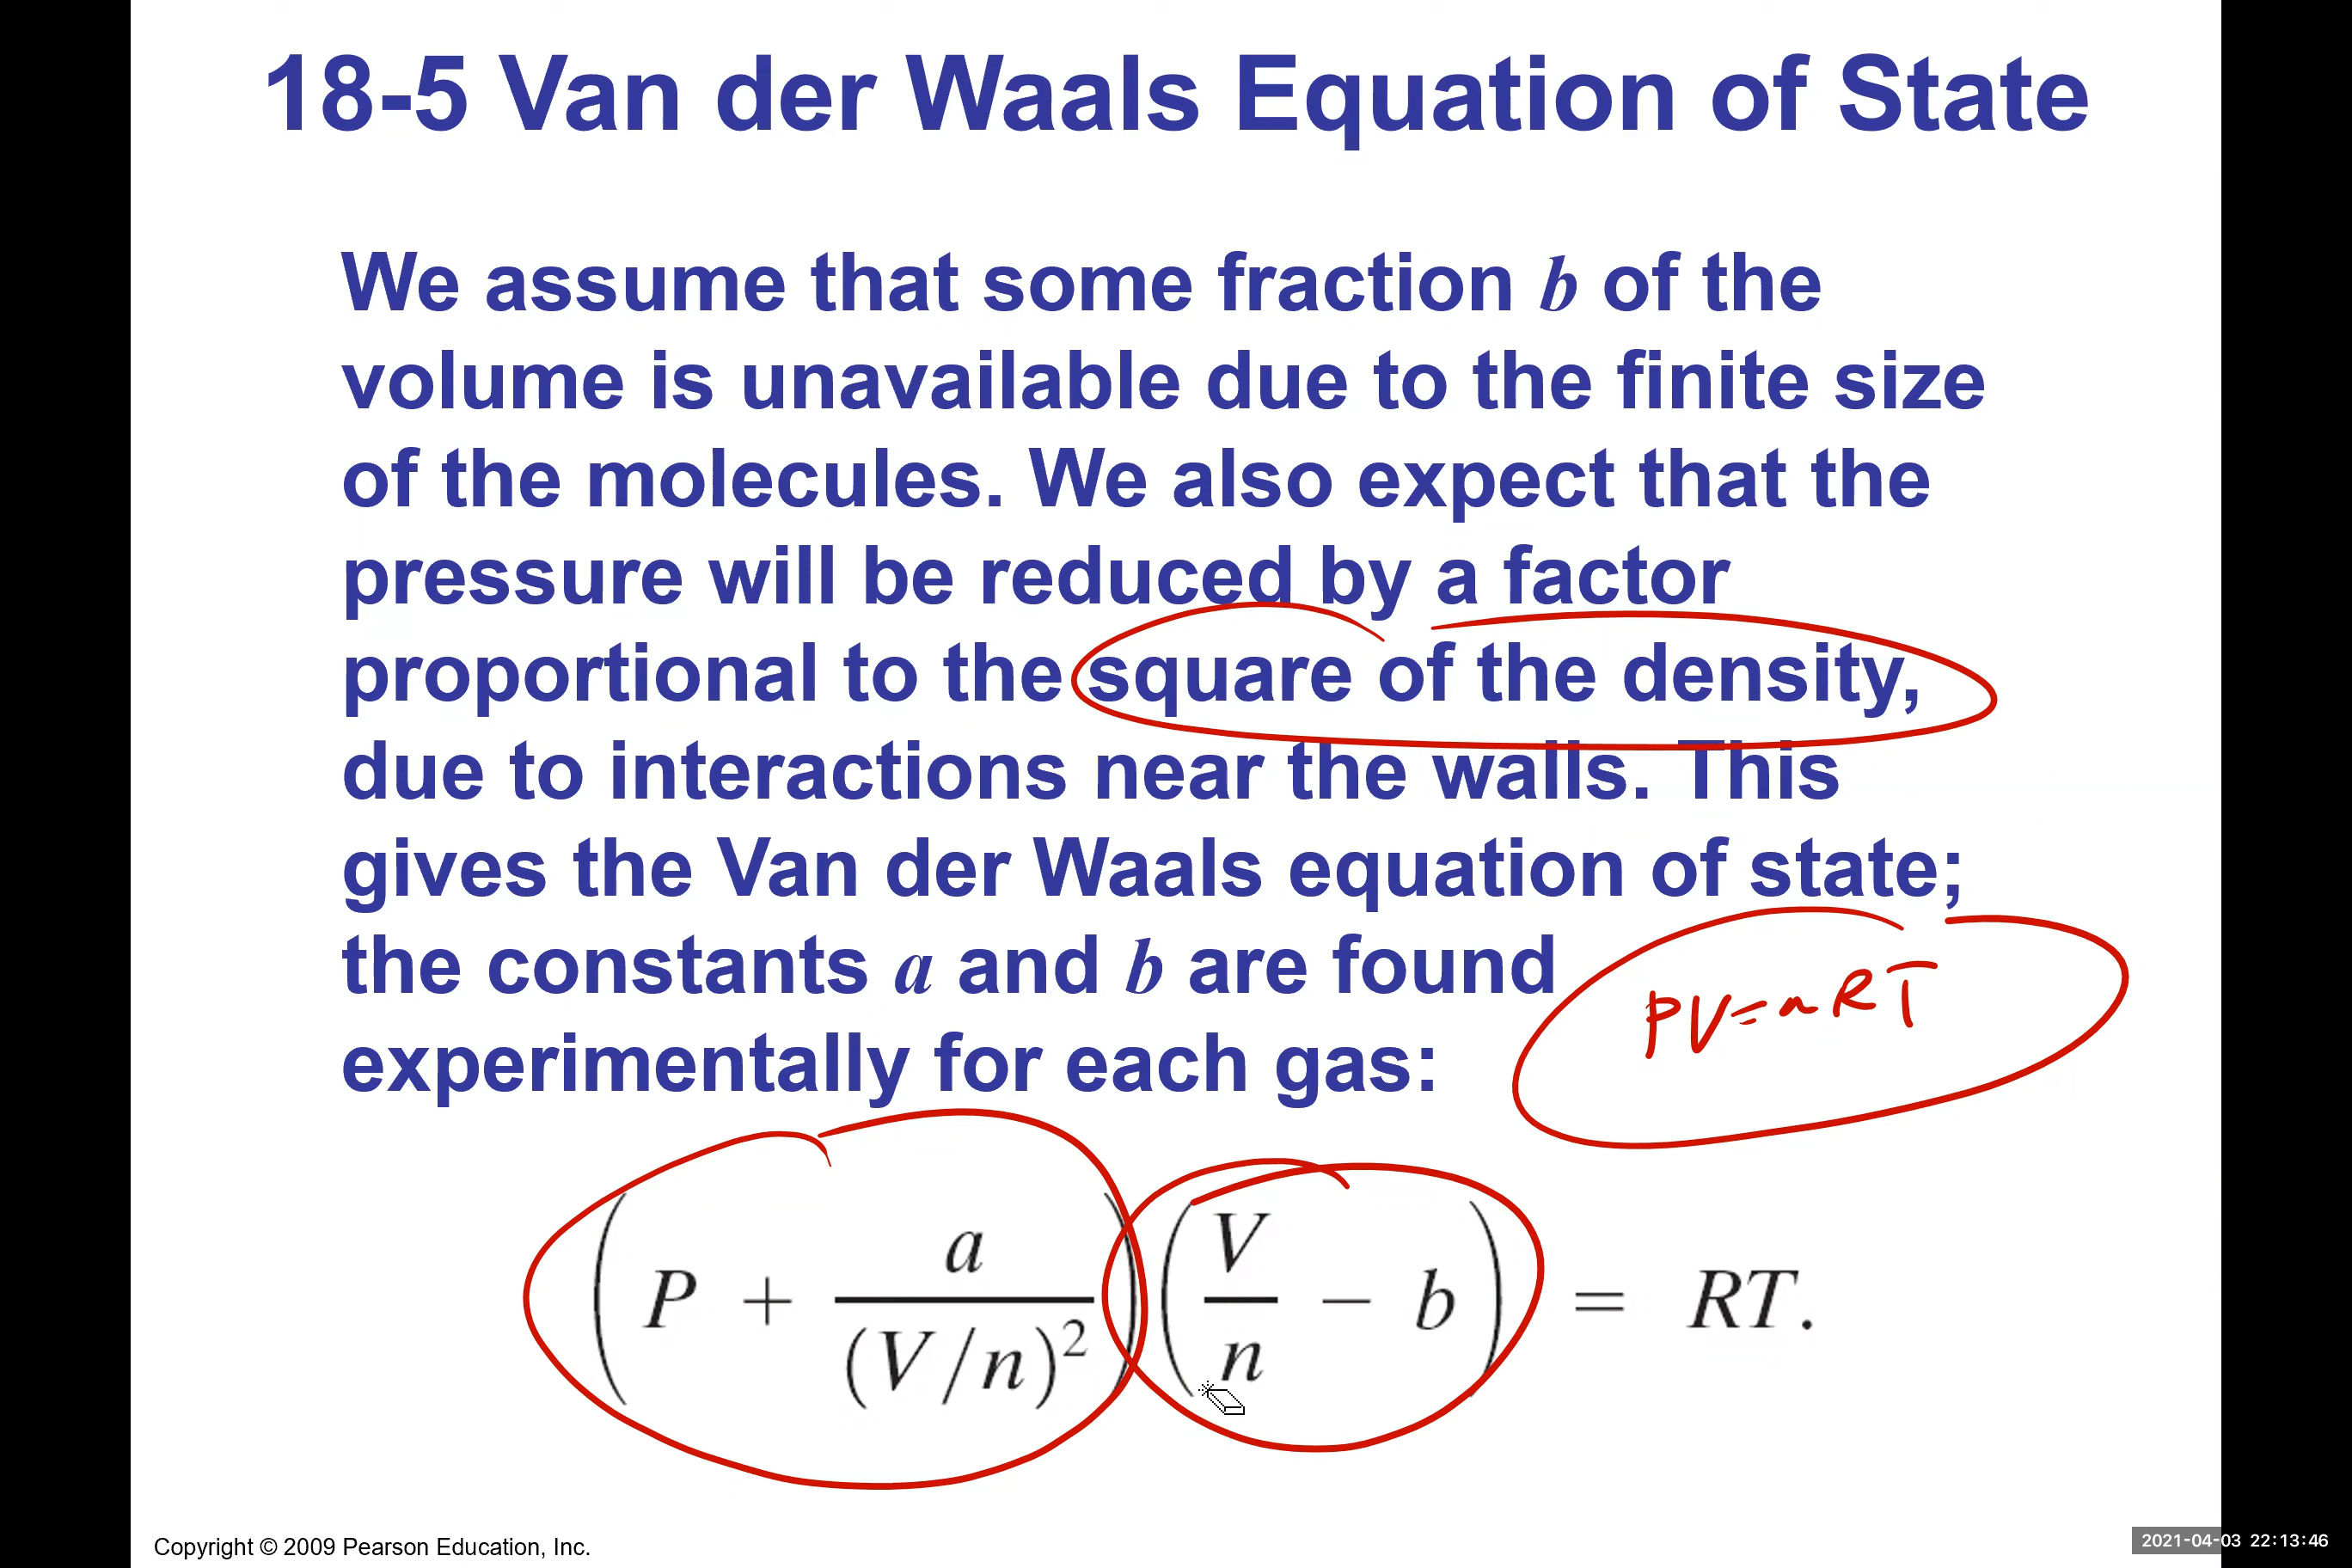 18-5 Van der Waals Equation of State
We assume that some fraction b of the
volume is unavailable due to the finite size
of the molecules. We also expect that the
pressure will be reduced by a factor
proportional to the square of the density,
due to interactions near the walls. This
gives the Van der Waals equation of state;
the constants a and b are found
experimentally for each gas:
PV=nRT
(P + a/(V/n)²)(V/n − b) = RT.
Copyright © 2009 Pearson Education, Inc.
2021-04-03 22:13:46